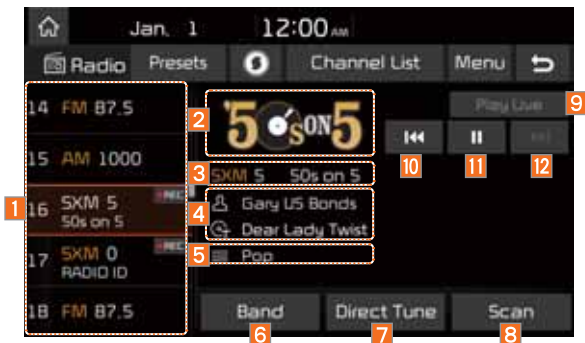 Jan. 1 12:00 AM
Radio Presets Channel List Menu
14 FM 87.5
15 AM 1000
16 SXM 5 REC
50s on 5
17 SXM 0 REC
RADIO ID
18 FM 87.5
'50sON5
SXM 5 50s on 5
Gary US Bonds
Dear Lady Twist
Pop
Play Live
Band Direct Tune Scan
1
2
3
4
5
6
7
8
9
10
11
12